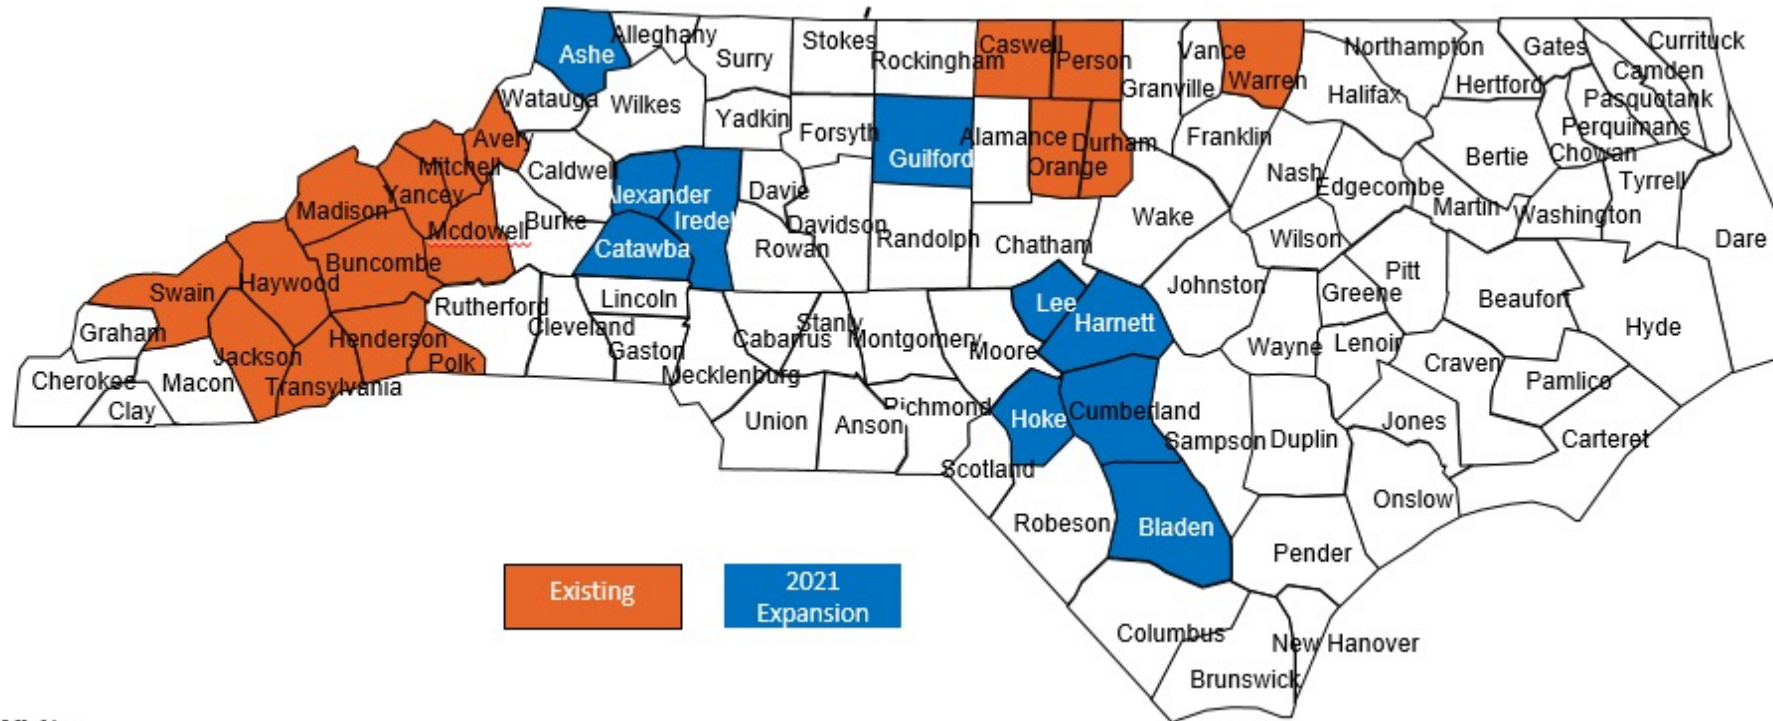 Ashe
Alleghany
Surry
Stokes
Rockingham
Caswell
Person
Granville
Vance
Warren
Northampton
Halifax
Hertford
Gates
Currituck
Camden
Pasquotank
Perquimans
Chowan
Watauga
Wilkes
Yadkin
Forsyth
Guilford
Alamance
Orange
Durham
Franklin
Nash
Edgecombe
Bertie
Martin
Washington
Tyrrell
Dare
Avery
Mitchell
Yancey
Madison
Caldwell
Alexander
Iredel
Davie
Davidson
Mcdowell
Burke
Catawba
Rowan
Randolph
Chatham
Wake
Wilson
Johnston
Greene
Pitt
Beaufort
Hyde
Swain
Haywood
Buncombe
Rutherford
Cleveland
Lincoln
Gaston
Cabarrus
Stanly
Montgomery
Moore
Lee
Harnett
Wayne
Lenoir
Craven
Pamlico
Graham
Cherokee
Clay
Macon
Jackson
Transylvania
Henderson
Polk
Mecklenburg
Union
Anson
Richmond
Scotland
Hoke
Cumberland
Sampson
Duplin
Jones
Carteret
Onslow
Robeson
Bladen
Pender
Columbus
Brunswick
New Hanover
Existing
2021
Expansion